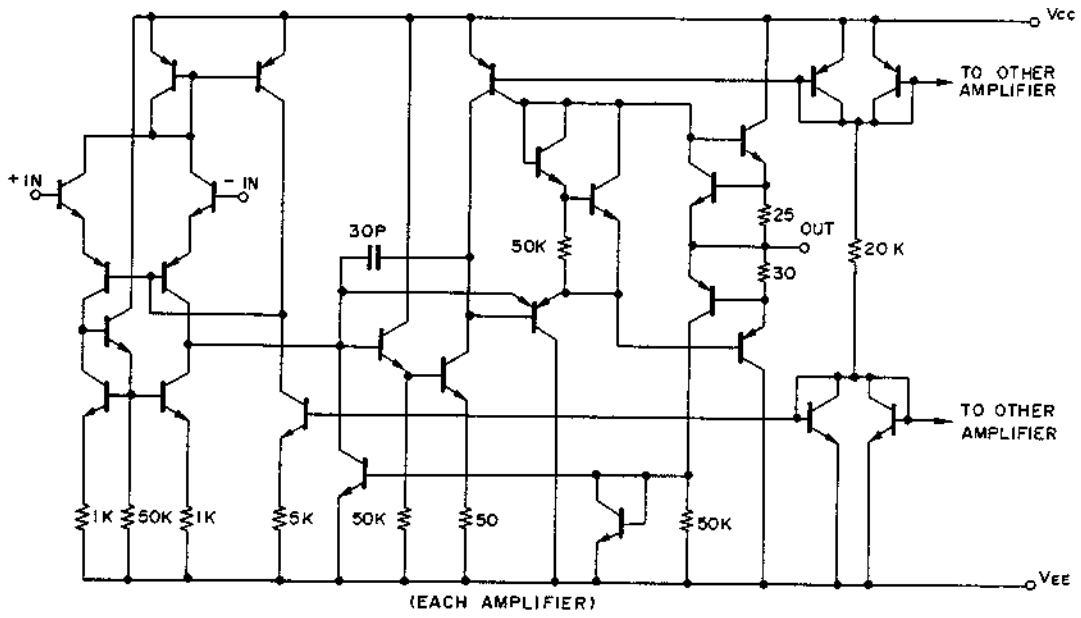 Vcc
TO OTHER
AMPLIFIER
+IN
-IN
25
OUT
30P
50K
20K
30
TO OTHER
AMPLIFIER
1K
50K
1K
5K
50K
50
50K
VEE
(EACH AMPLIFIER)